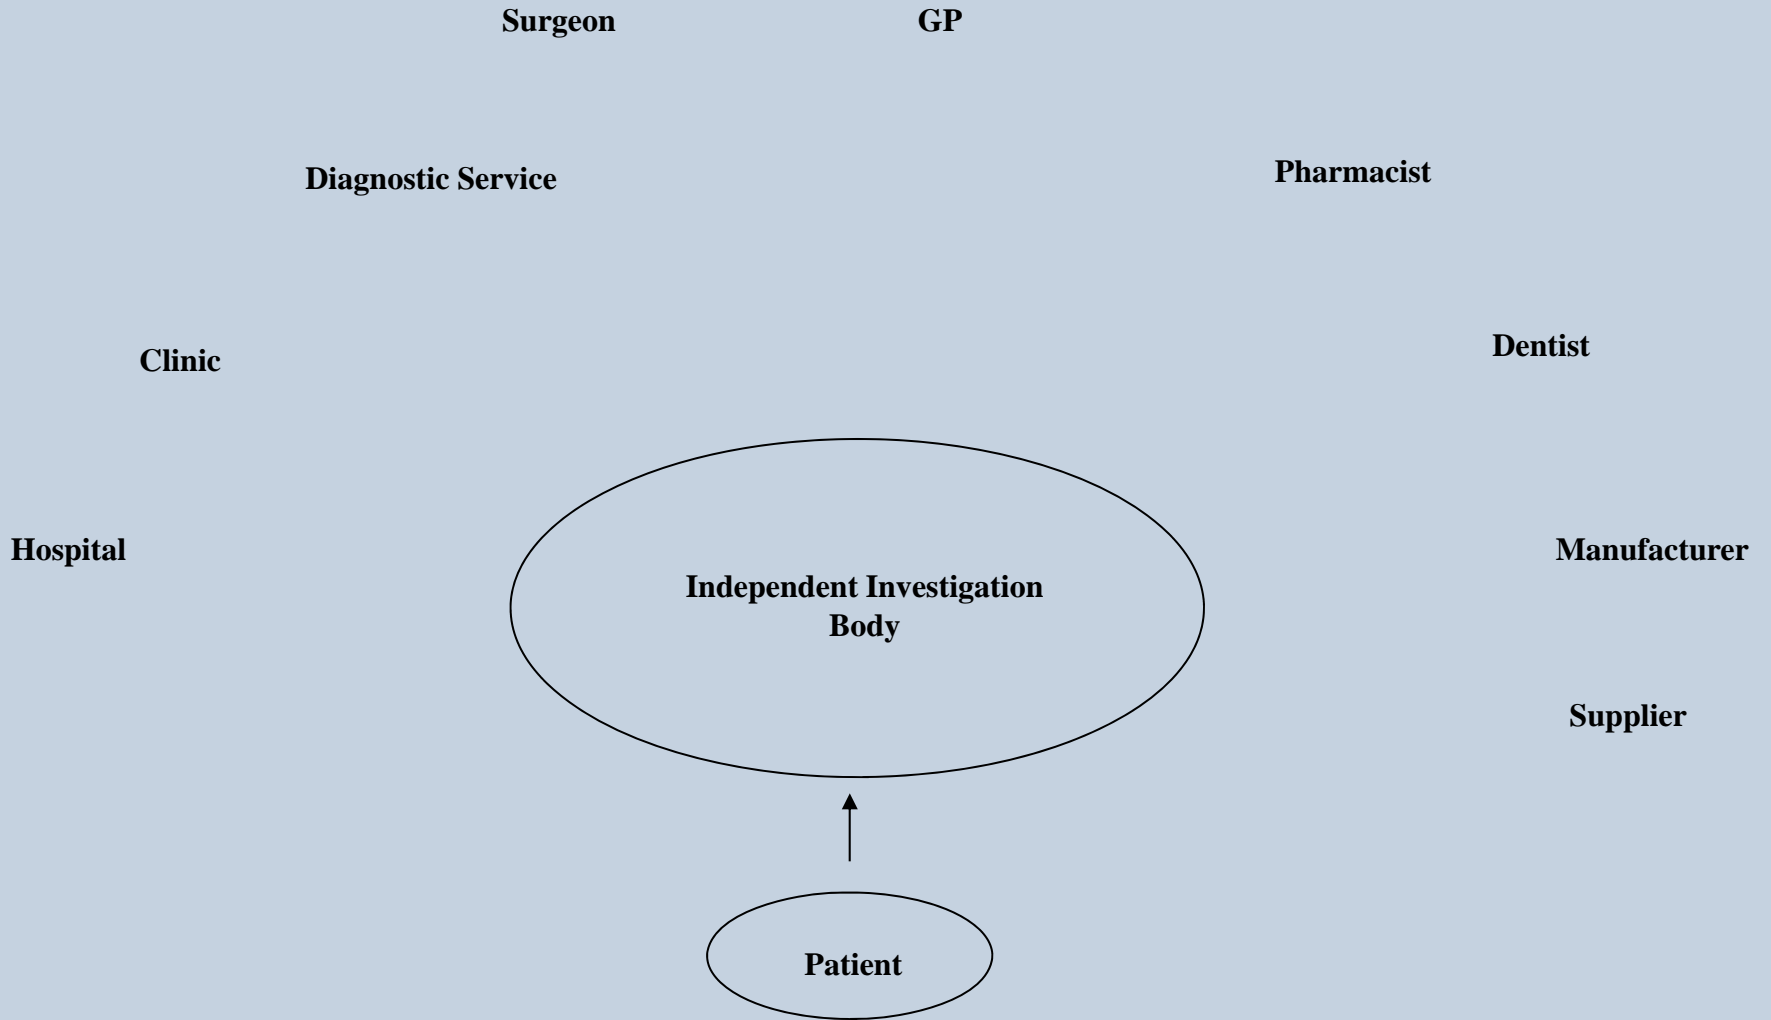 Surgeon
GP
Diagnostic Service
Pharmacist
Clinic
Dentist
Hospital
Manufacturer
Independent Investigation
Body
Supplier
Patient